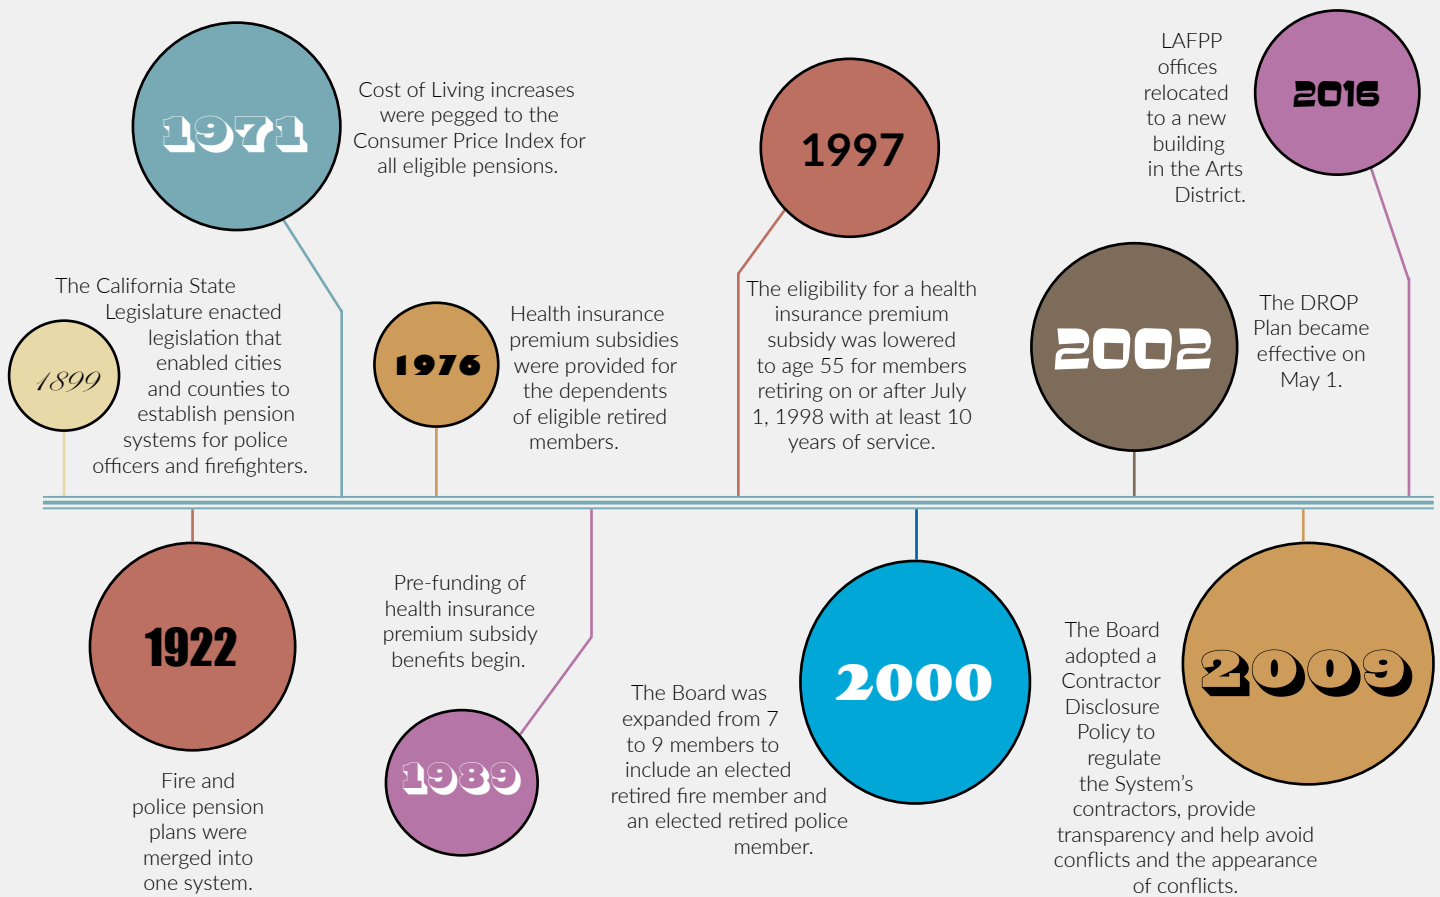 1899
The California State
Legislature enacted
legislation that
enabled cities
and counties to
establish pension
systems for police
officers and firefighters.
1922
Fire and
police pension
plans were
merged into
one system.
1971
Cost of Living increases
were pegged to the
Consumer Price Index for
all eligible pensions.
1976
Health insurance
premium subsidies
were provided for
the dependents
of eligible retired
members.
1989
Pre-funding of
health insurance
premium subsidy
benefits begin.
1997
The eligibility for a health
insurance premium
subsidy was lowered
to age 55 for members
retiring on or after July
1, 1998 with at least 10
years of service.
2000
The Board was
expanded from 7
to 9 members to
include an elected
retired fire member and
an elected retired police
member.
2002
The DROP
Plan became
effective on
May 1.
2009
The Board
adopted a
Contractor
Disclosure
Policy to
regulate
the System’s
contractors, provide
transparency and help avoid
conflicts and the appearance
of conflicts.
2016
LAFPP
offices
relocated
to a new
building
in the Arts
District.